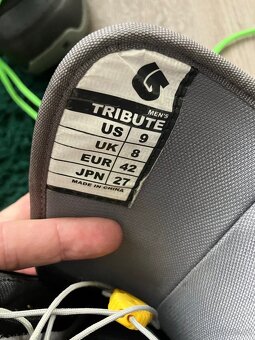 MEN'S
TRIBUTE
US 9
UK 8
EUR 42
JPN 27
MADE IN CHINA